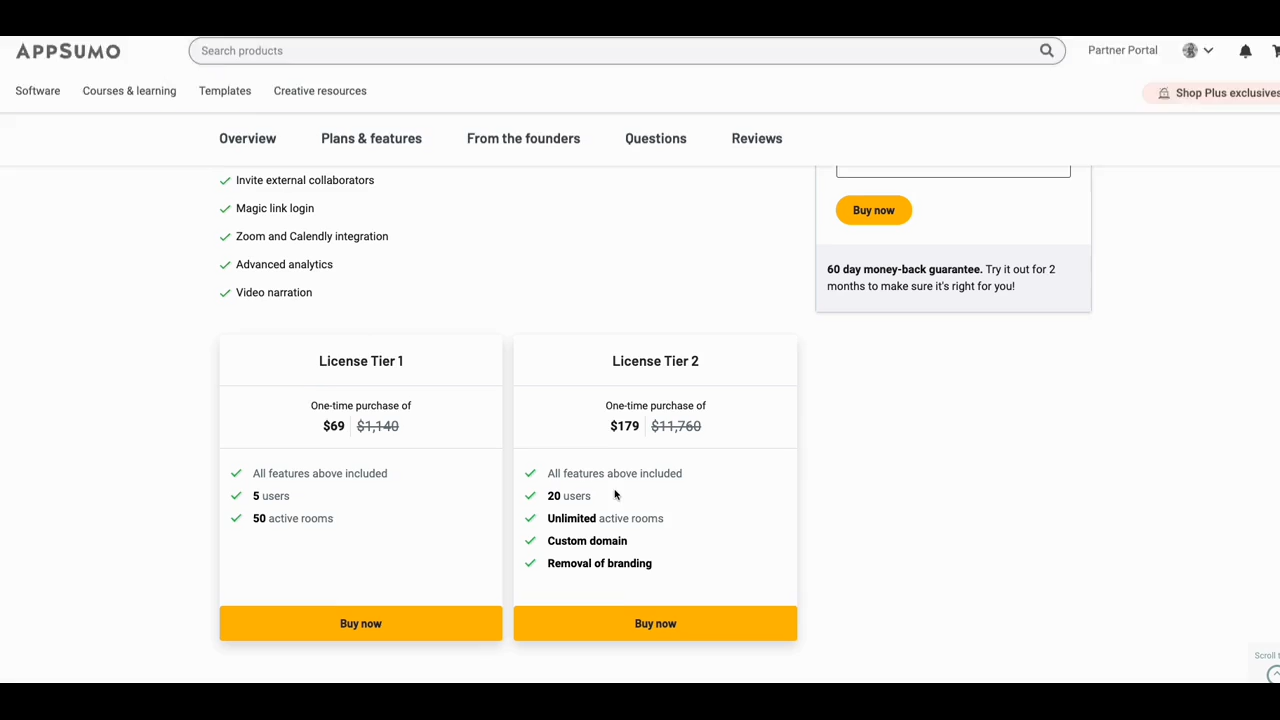 APPSUMO
Search products
Partner Portal
Software
Courses & learning
Templates
Creative resources
Shop Plus exclusives
Overview
Plans & features
From the founders
Questions
Reviews
Invite external collaborators
Magic link login
Zoom and Calendly integration
Advanced analytics
Video narration
Buy now
60 day money-back guarantee. Try it out for 2
months to make sure it's right for you!
License Tier 1
One-time purchase of
$69 $1,140
All features above included
5 users
50 active rooms
Buy now
License Tier 2
One-time purchase of
$179 $11,760
All features above included
20 users
Unlimited active rooms
Custom domain
Removal of branding
Buy now
Scroll